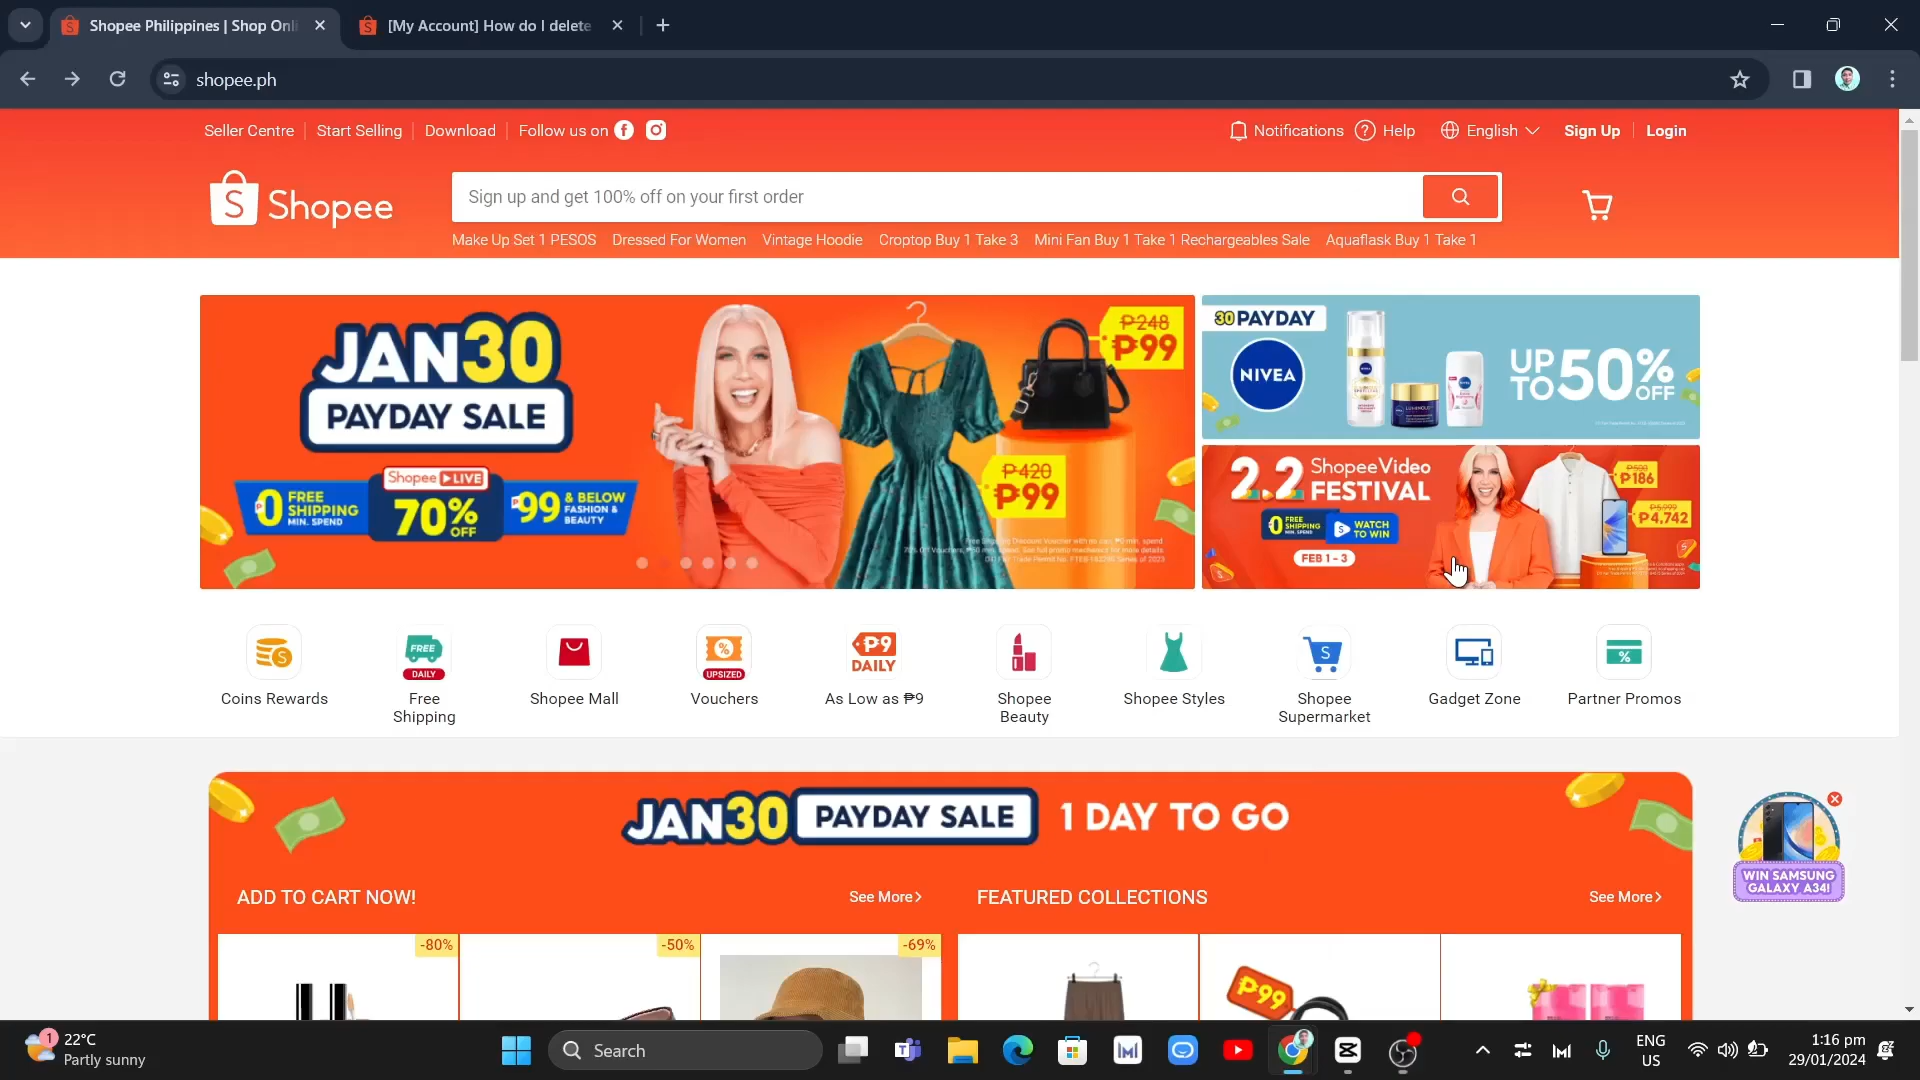 Shopee Philippines | Shop Onli
[My Account] How do I delete
shopee.ph
Seller Centre
Start Selling
Download
Follow us on
Notifications
Help
English
Sign Up
Login
Shopee
Sign up and get 100% off on your first order
Make Up Set 1 PESOS
Dressed For Women
Vintage Hoodie
Croptop Buy 1 Take 3
Mini Fan Buy 1 Take 1 Rechargeables Sale
Aquaflask Buy 1 Take 1
JAN30
PAYDAY SALE
₱0 FREE SHIPPING MIN. SPEND
Shopee LIVE
70% OFF
₱99 & BELOW FASHION & BEAUTY
₱248
₱99
₱420
₱99
30 PAYDAY
NIVEA
UP TO 50% OFF
2.2 Shopee Video FESTIVAL
₱0 FREE SHIPPING MIN. SPEND
WATCH TO WIN
FEB 1 - 3
₱186
₱4,742
Coins Rewards
FREE
DAILY
Free
Shipping
Shopee Mall
UPSIZED
Vouchers
₱9
DAILY
As Low as ₱9
Shopee
Beauty
Shopee Styles
Shopee
Supermarket
Gadget Zone
Partner Promos
JAN30 PAYDAY SALE 1 DAY TO GO
WIN SAMSUNG
GALAXY A34!
ADD TO CART NOW!
See More
FEATURED COLLECTIONS
See More
-80%
-50%
-69%
₱99
1
22°C
Partly sunny
Search
ENG
US
1:16 pm
29/01/2024